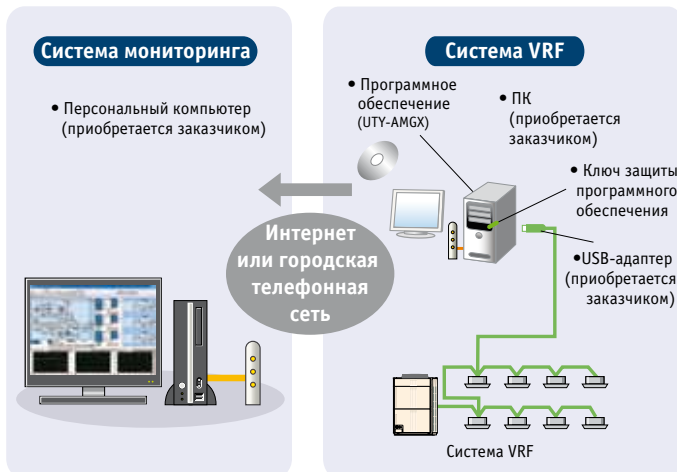 Система мониторинга
• Персональный компьютер
(приобретается заказчиком)
Система VRF
• Программное
обеспечение
(UTY-AMGX)
• ПК
(приобретается
заказчиком)
• Ключ защиты
программного
обеспечения
•USB-адаптер
(приобретается
заказчиком)
Интернет
или городская
телефонная
сеть
Система VRF